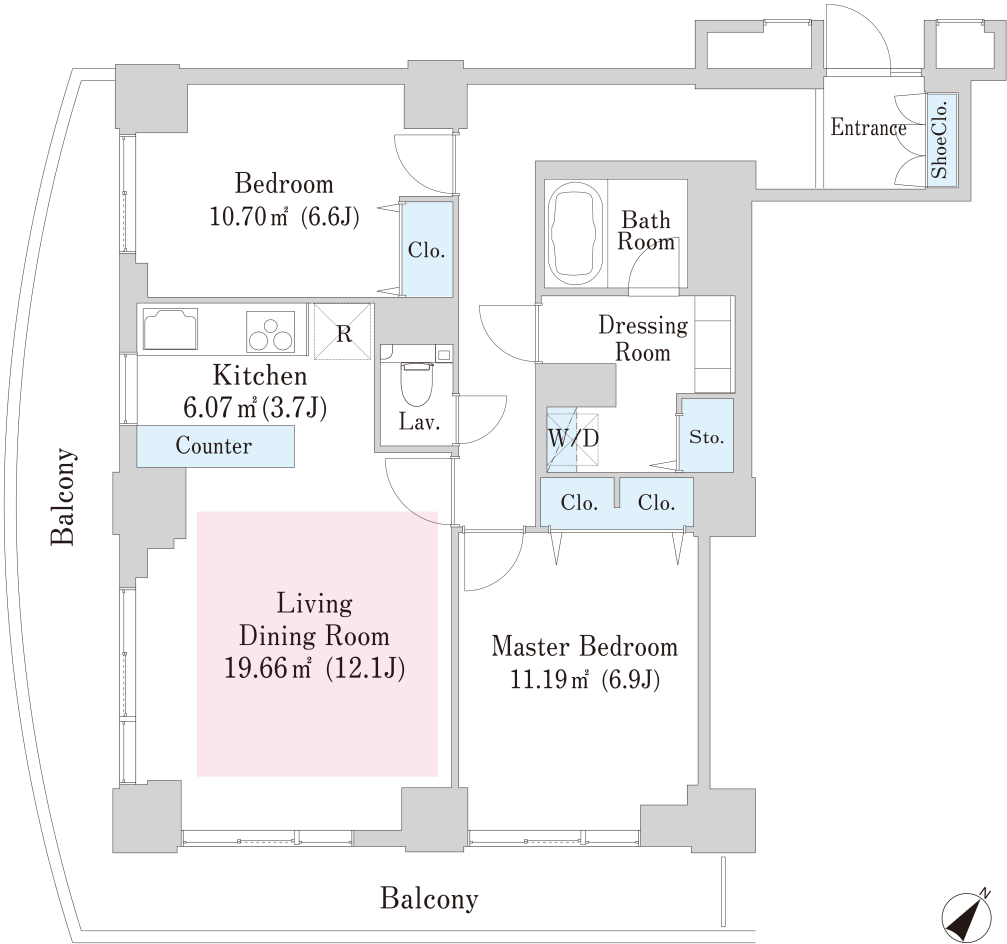 Entrance
ShoeClo.
Bedroom
10.70㎡ (6.6J)
Clo.
Bath
Room
R
Dressing
Room
Kitchen
6.07㎡(3.7J)
Lav.
Counter
W/D
Sto.
Balcony
Clo.
Clo.
Living
Dining Room
19.66㎡ (12.1J)
Master Bedroom
11.19㎡ (6.9J)
Balcony
N